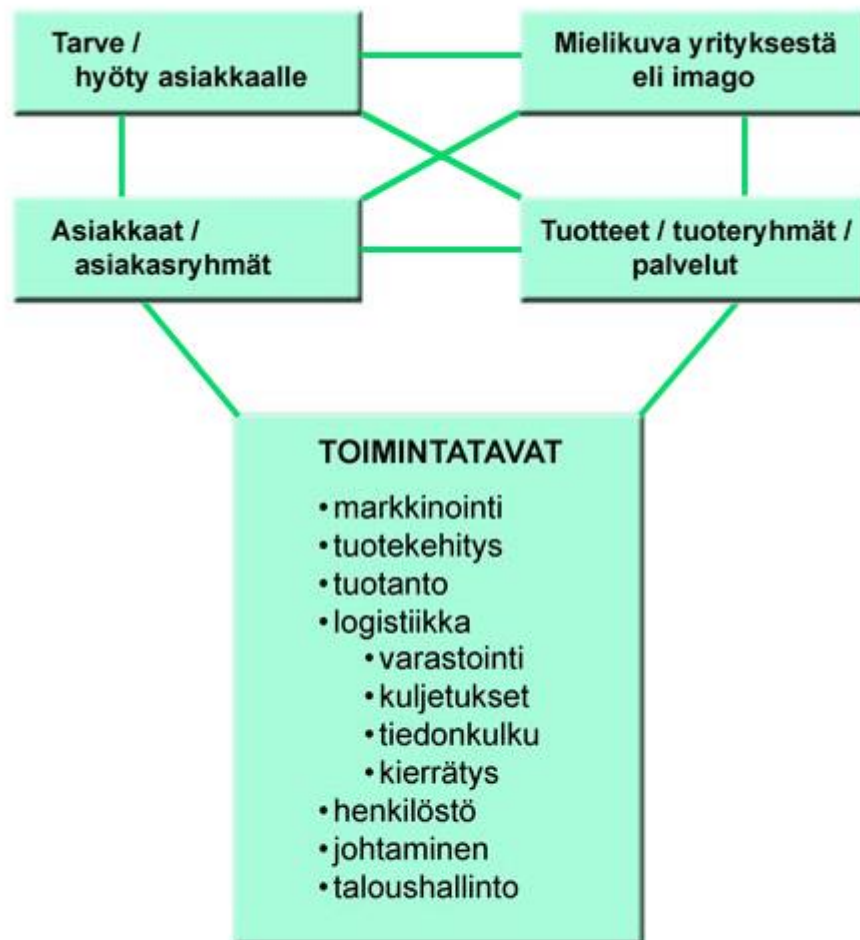 Tarve /
hyöty asiakkaalle
Mielikuva yrityksestä
eli imago
Asiakkaat /
asiakasryhmät
Tuotteet / tuoteryhmät /
palvelut
TOIMINTATAVAT
• markkinointi
• tuotekehitys
• tuotanto
• logistiikka
• varastointi
• kuljetukset
• tiedonkulku
• kierrätys
• henkilöstö
• johtaminen
• taloushallinto